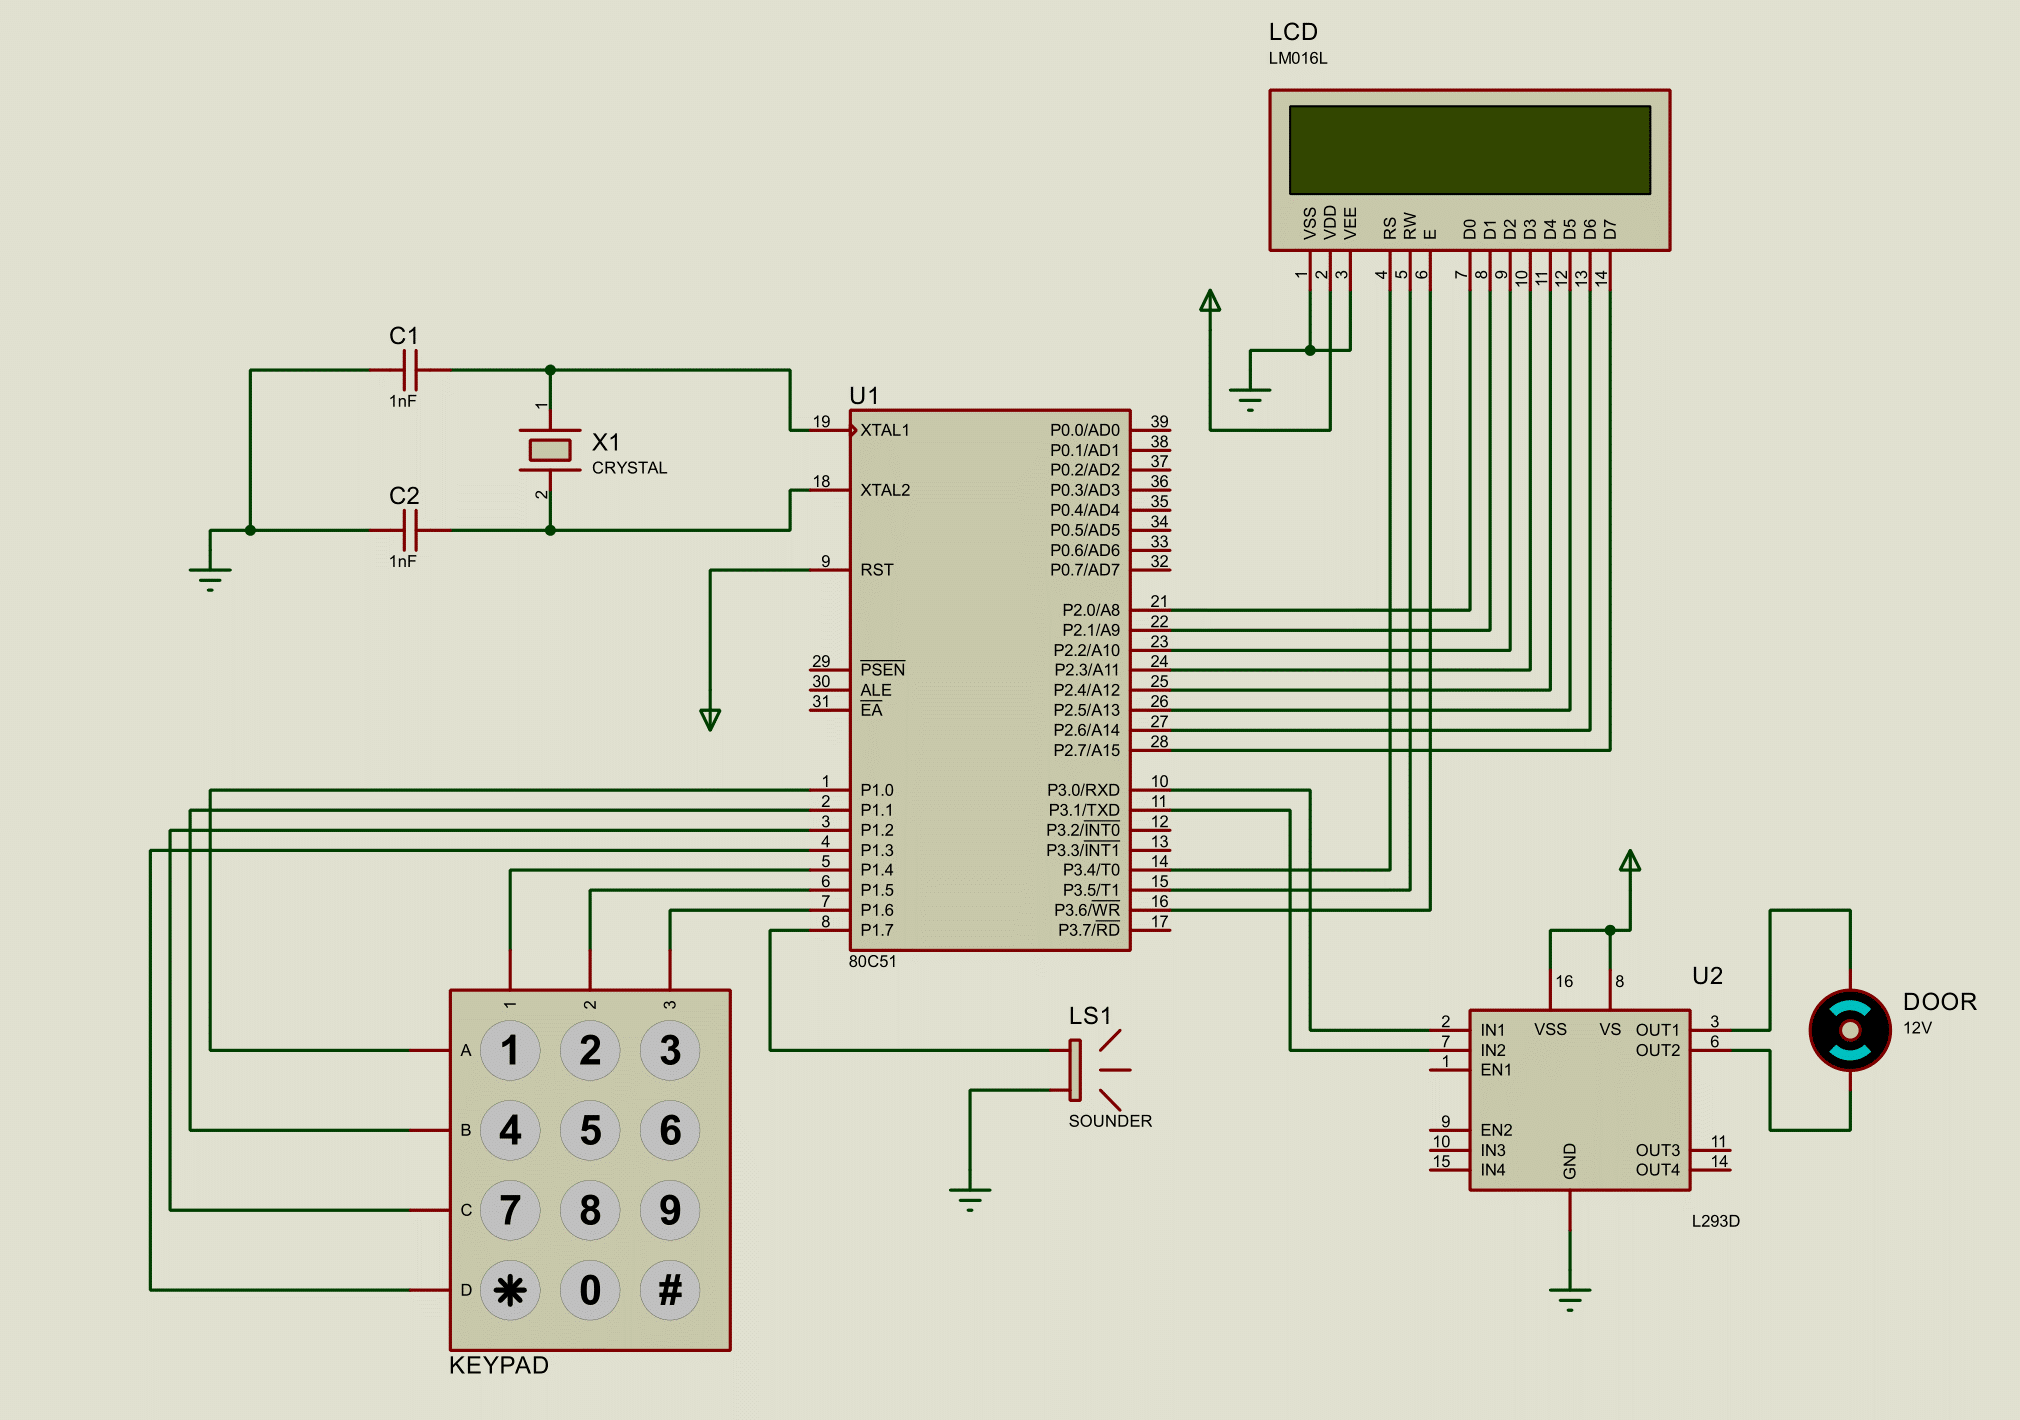 LCD
LM016L
VSS
VDD
VEE
RS
RW
E
D0
D1
D2
D3
D4
D5
D6
D7
1
2
3
4
5
6
7
8
9
10
11
12
13
14
C1
1nF
1
X1
CRYSTAL
2
C2
1nF
U1
19 XTAL1
18 XTAL2
9 RST
29 PSEN
30 ALE
31 EA
1 P1.0
2 P1.1
3 P1.2
4 P1.3
5 P1.4
6 P1.5
7 P1.6
8 P1.7
P0.0/AD0 39
P0.1/AD1 38
P0.2/AD2 37
P0.3/AD3 36
P0.4/AD4 35
P0.5/AD5 34
P0.6/AD6 33
P0.7/AD7 32
P2.0/A8 21
P2.1/A9 22
P2.2/A10 23
P2.3/A11 24
P2.4/A12 25
P2.5/A13 26
P2.6/A14 27
P2.7/A15 28
P3.0/RXD 10
P3.1/TXD 11
P3.2/INT0 12
P3.3/INT1 13
P3.4/T0 14
P3.5/T1 15
P3.6/WR 16
P3.7/RD 17
80C51
1 2 3
A 1 2 3
B 4 5 6
C 7 8 9
D * 0 #
KEYPAD
LS1
SOUNDER
U2
16 8
VSS VS
2 IN1
7 IN2
1 EN1
9 EN2
10 IN3
15 IN4
GND
OUT1 3
OUT2 6
OUT3 11
OUT4 14
L293D
DOOR
12V